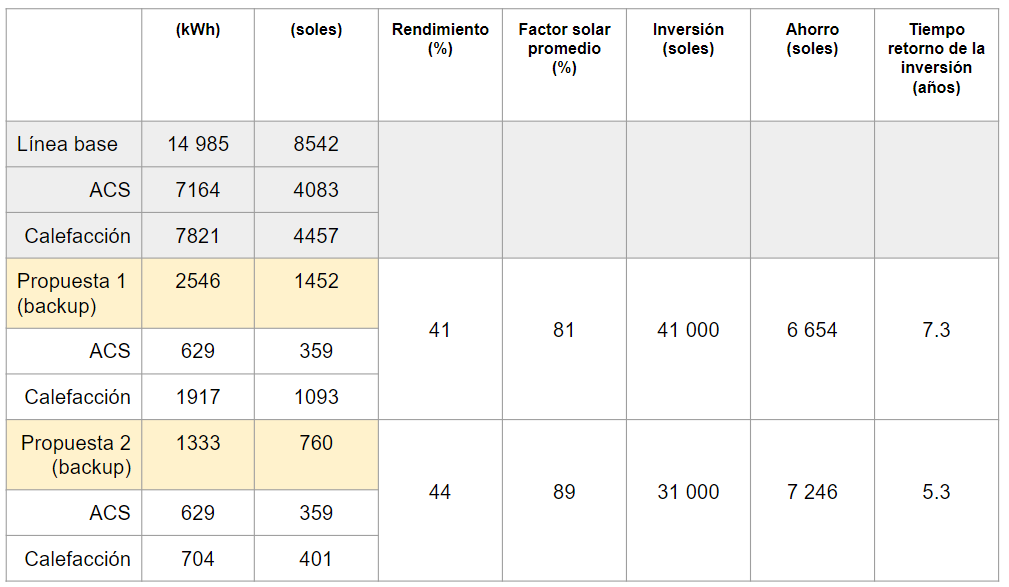 (kWh) (soles) Rendimiento (%) Factor solar promedio (%) Inversión (soles) Ahorro (soles) Tiempo retorno de la inversión (años)
Línea base 14 985 8542
ACS 7164 4083
Calefacción 7821 4457
Propuesta 1 (backup) 2546 1452 41 81 41 000 6 654 7.3
ACS 629 359
Calefacción 1917 1093
Propuesta 2 (backup) 1333 760 44 89 31 000 7 246 5.3
ACS 629 359
Calefacción 704 401